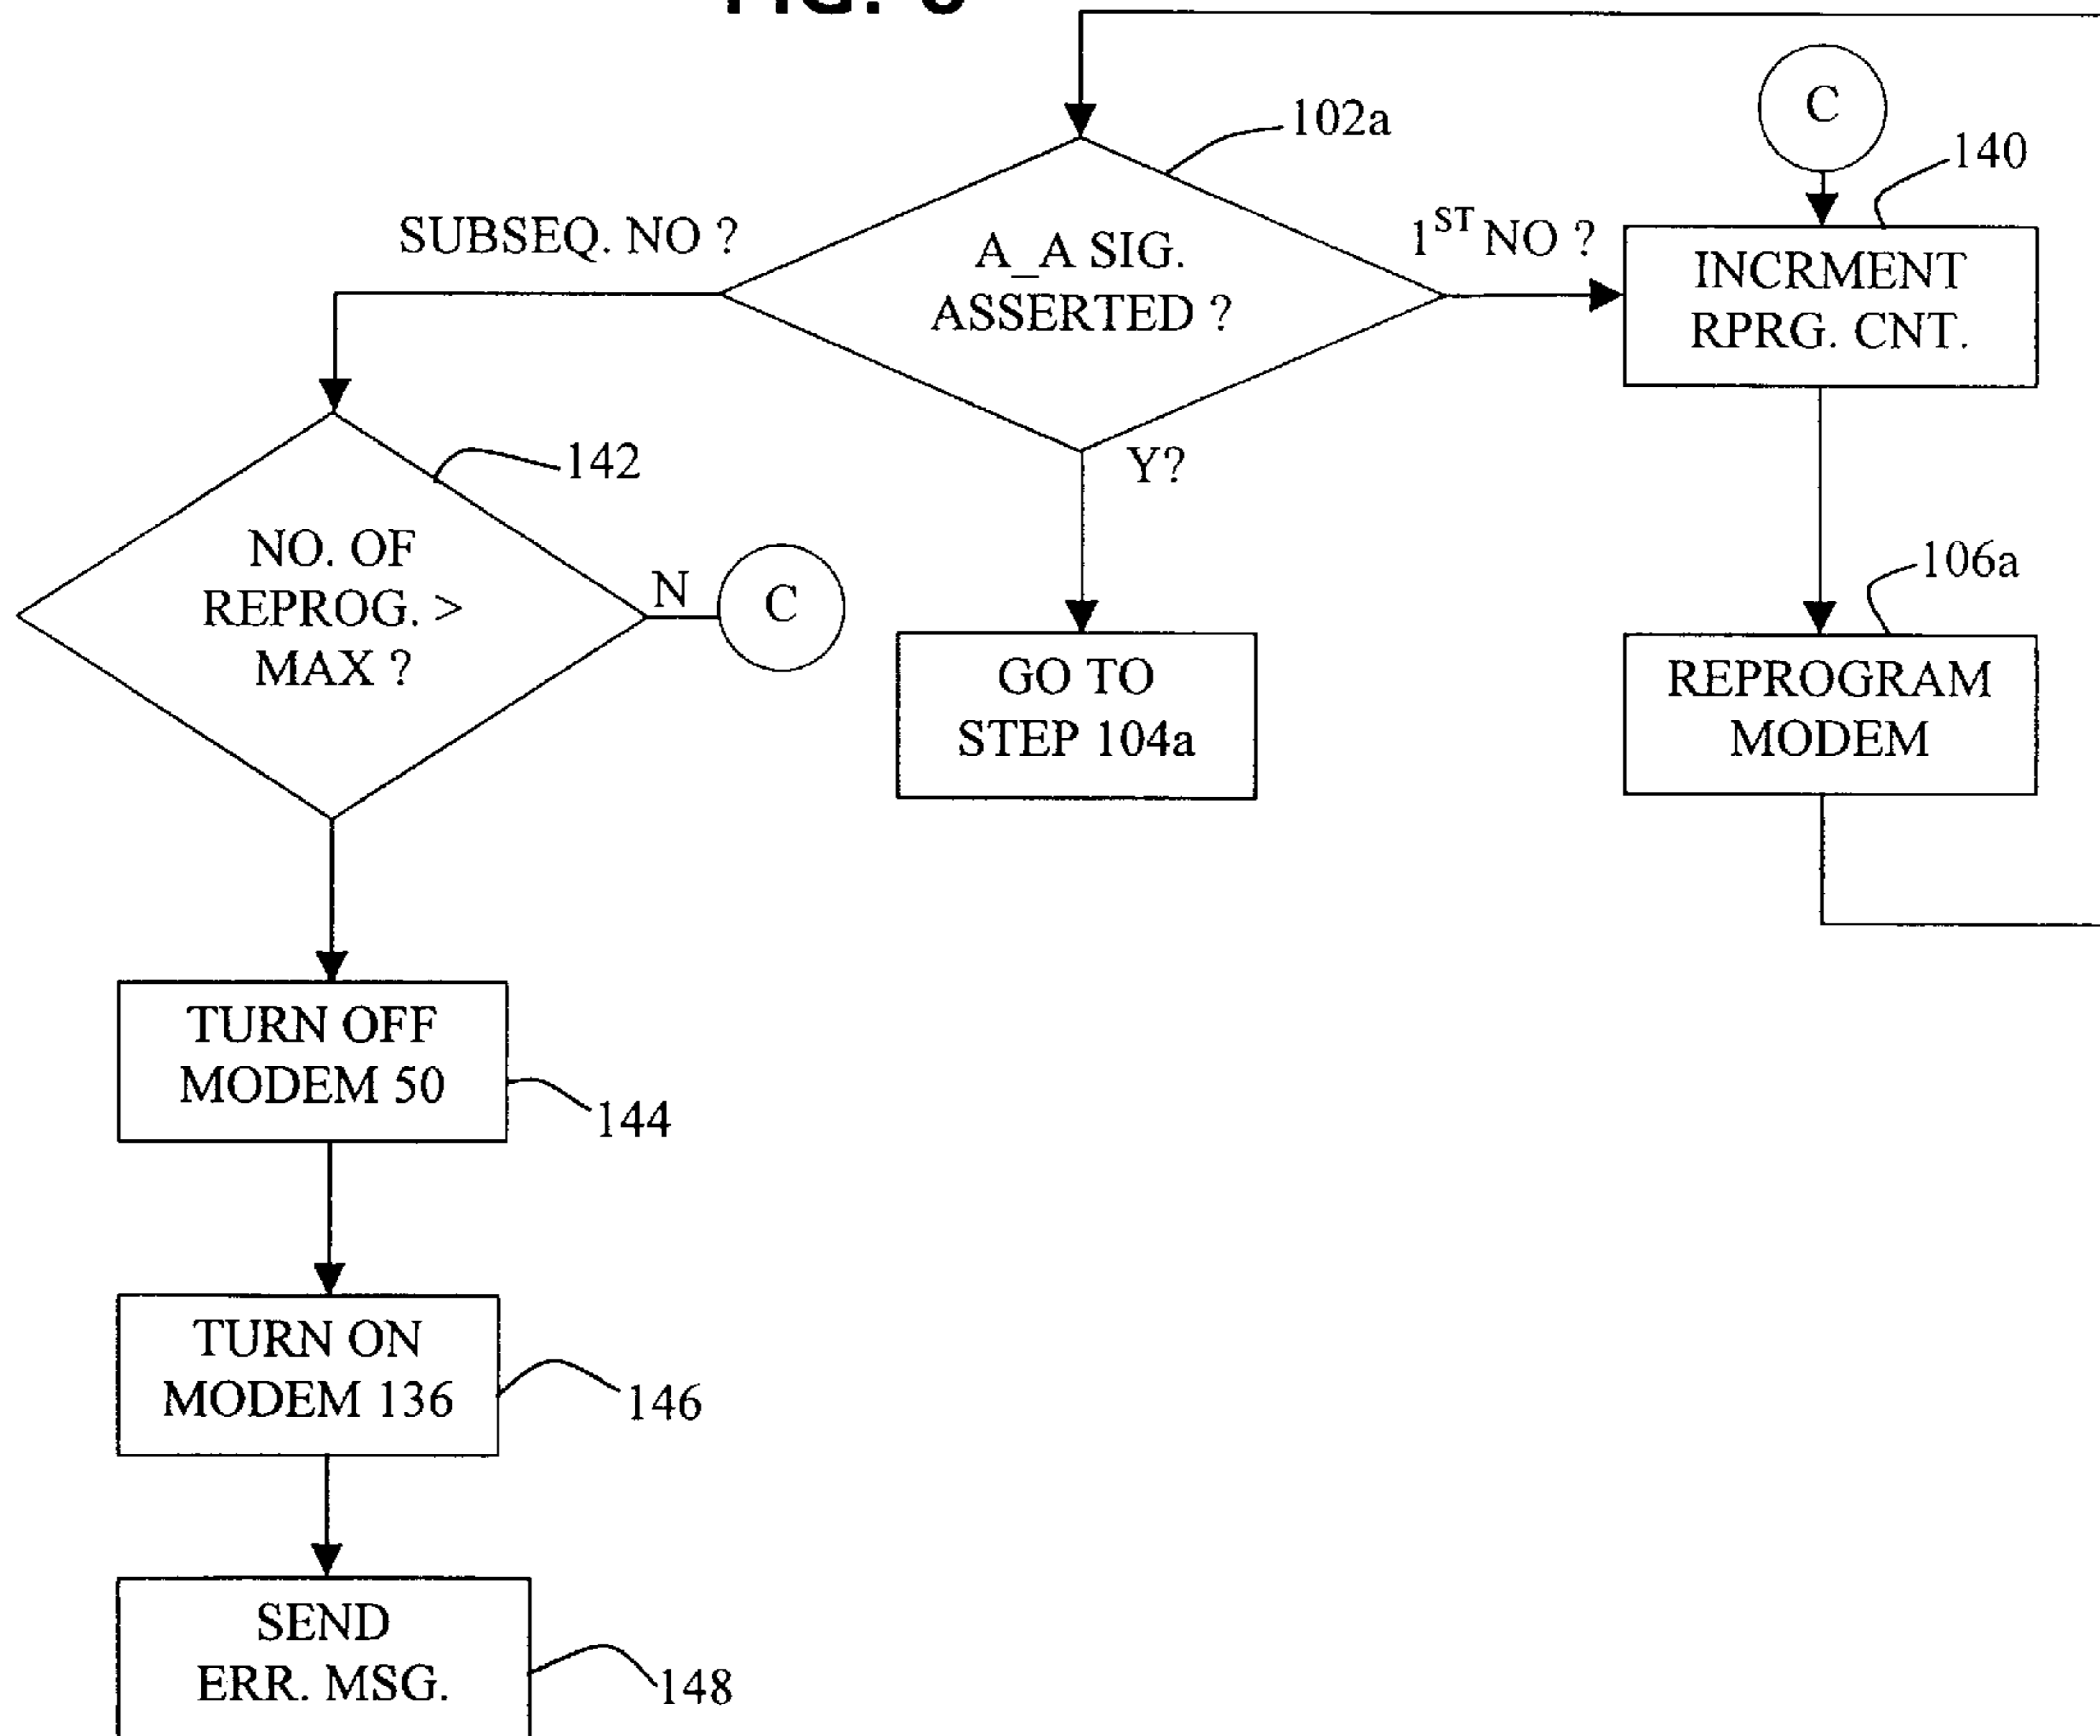 C
102a
140
SUBSEQ. NO ?
A_A SIG.
ASSERTED ?
1ST NO ?
INCRMENT
RPRG. CNT.
Y?
142
NO. OF
REPROG. >
MAX ?
N
C
GO TO
STEP 104a
106a
REPROGRAM
MODEM
TURN OFF
MODEM 50
144
TURN ON
MODEM 136
146
SEND
ERR. MSG.
148